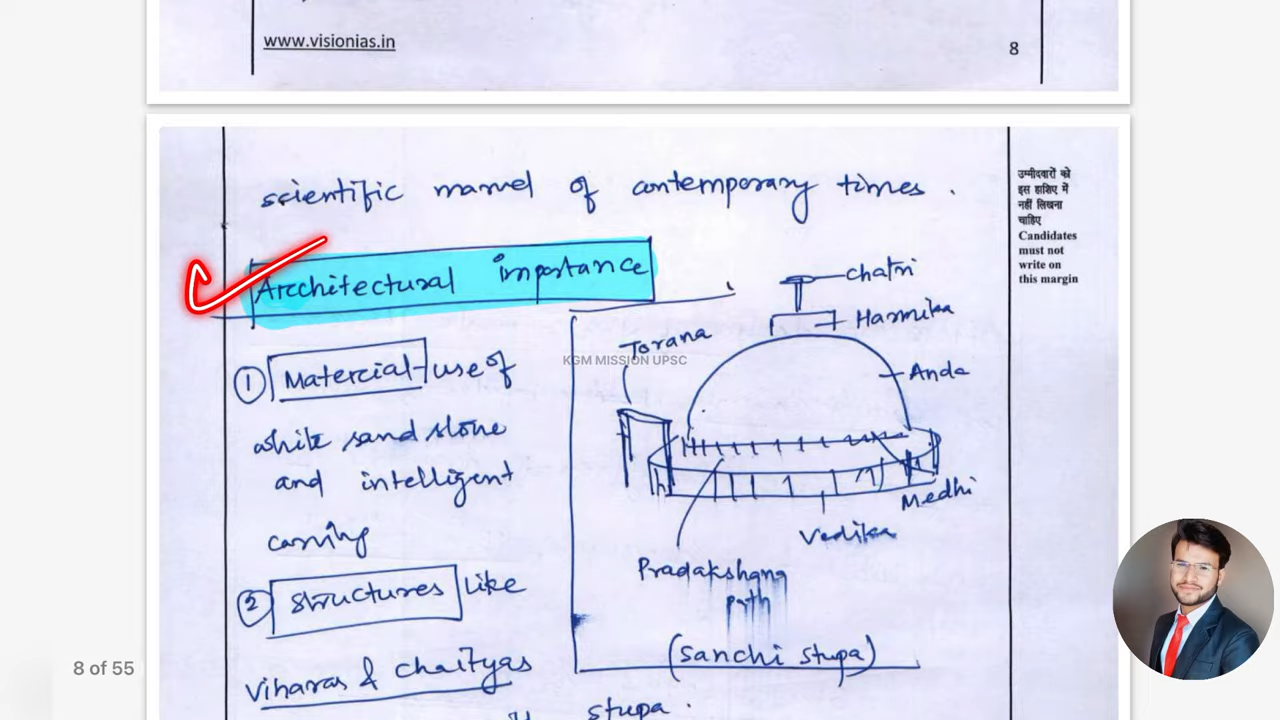 www.visionias.in
8
scientific marvel of contemporary times .
Arcchitectural importance
① Matercial - use of
white sand stone
and intelligent
carving
② structures like
Viharas & chaityas
stupa .
chatri
Harmika
Torana
Anda
Medhi
Vedika
Pradakshana
path
(Sanchi stupa)
KGM MISSION UPSC
उम्मीदवारों को
इस हाशिए में
नहीं लिखना
चाहिए
Candidates
must not
write on
this margin
8 of 55